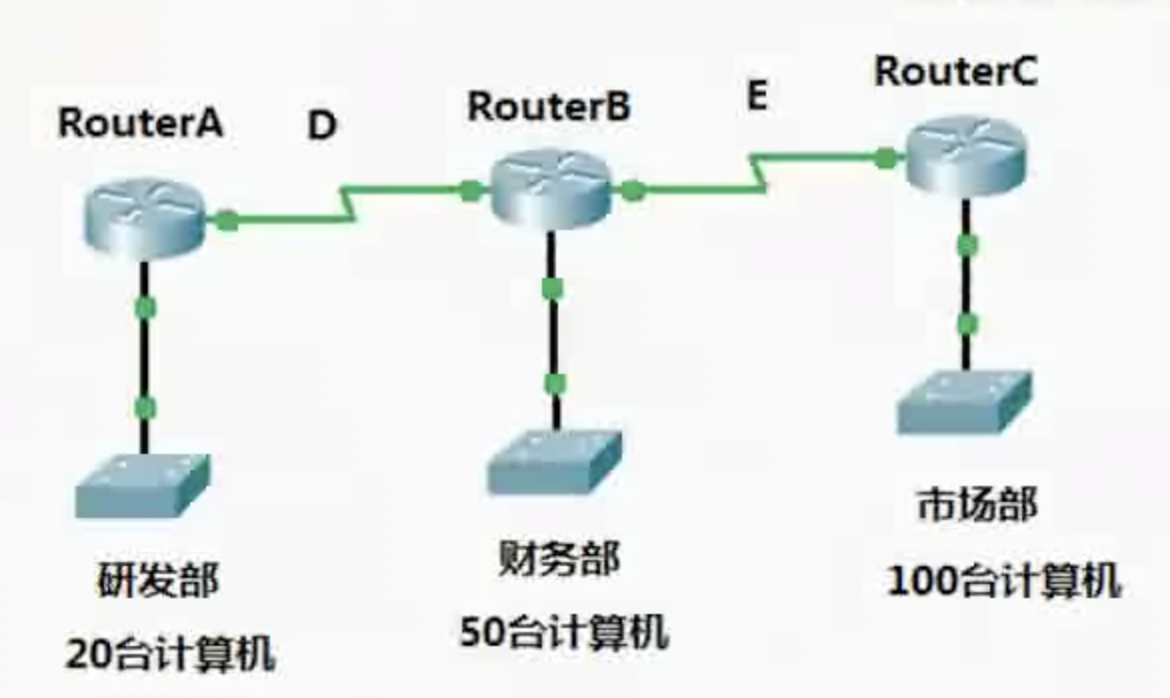 RouterA
D
RouterB
E
RouterC
研发部
20台计算机
财务部
50台计算机
市场部
100台计算机